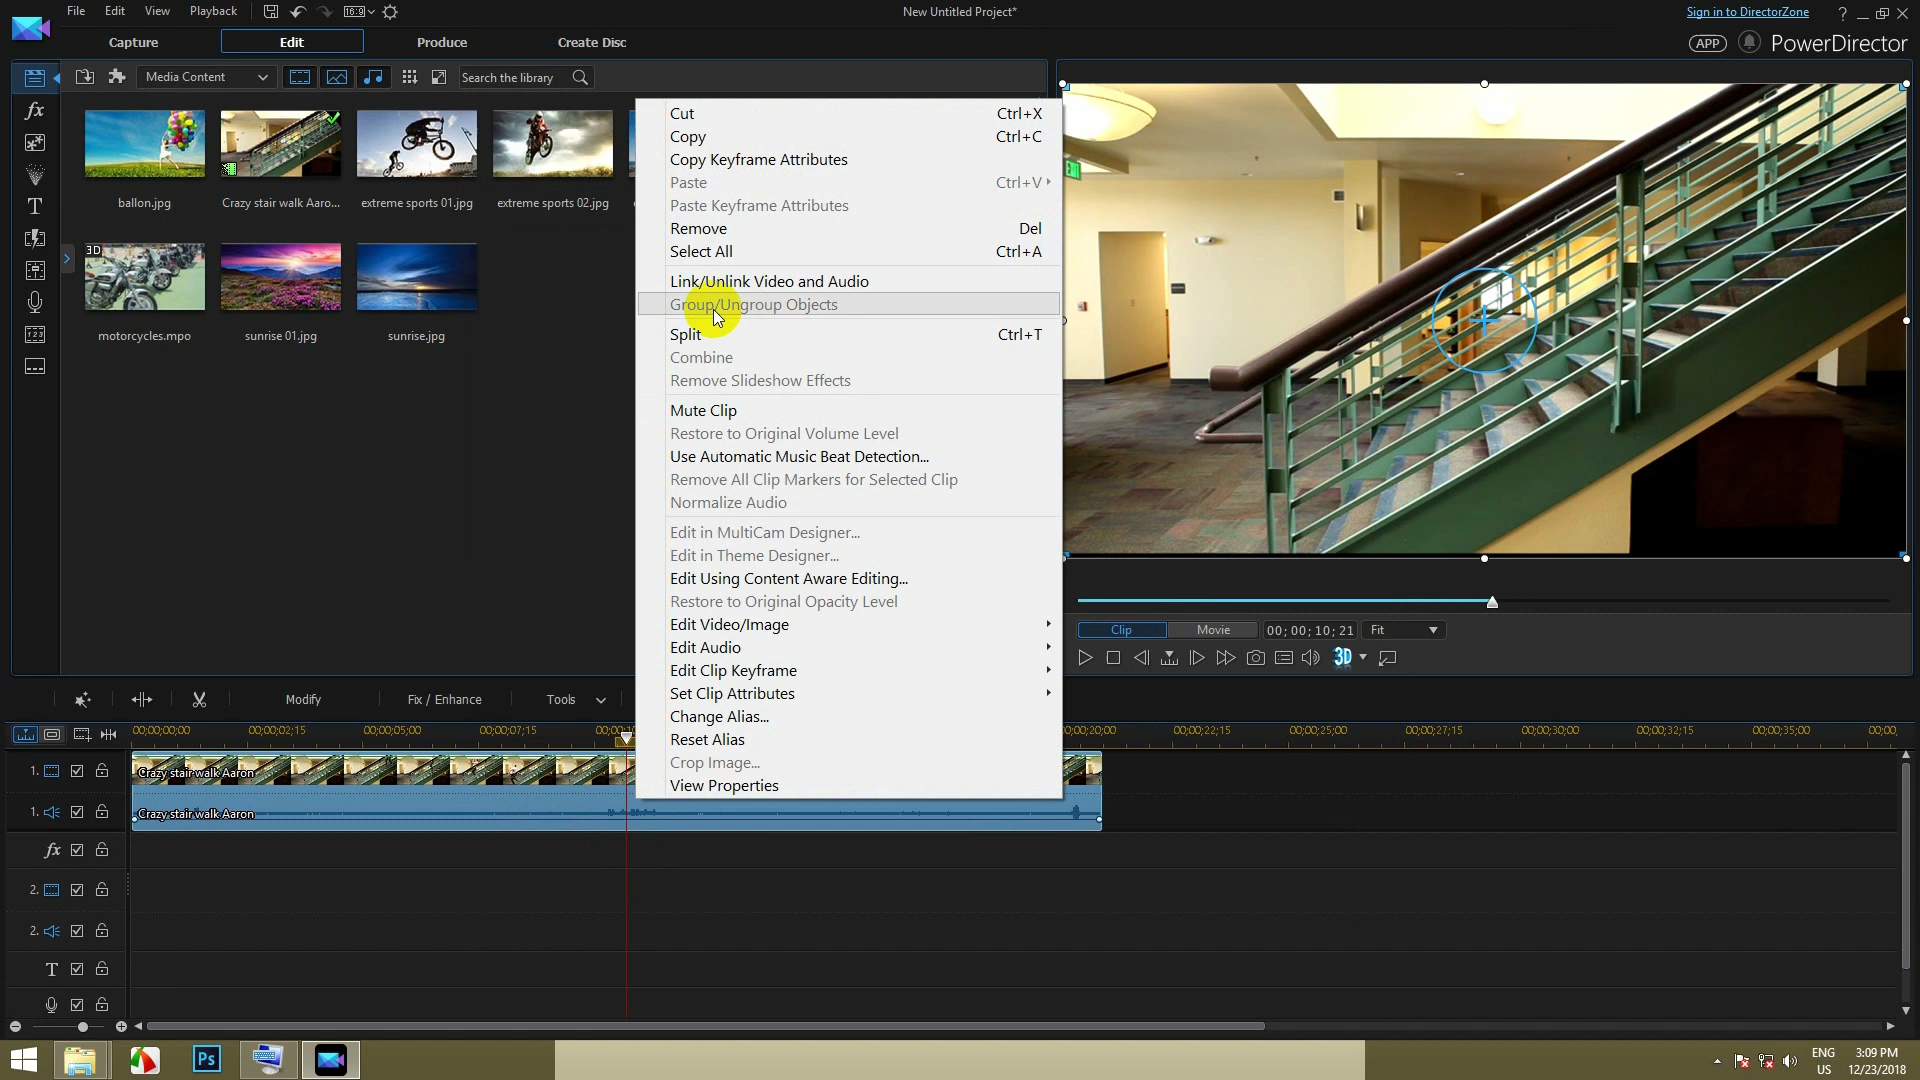 File Edit View Playback 16:9 New Untitled Project* Sign in to DirectorZone ?
Capture Edit Produce Create Disc APP PowerDirector
Media Content Search the library
fx
T
ballon.jpg Crazy stair walk Aaro... extreme sports 01.jpg extreme sports 02.jpg
3D
motorcycles.mpo sunrise 01.jpg sunrise.jpg
Cut Ctrl+X
Copy Ctrl+C
Copy Keyframe Attributes
Paste Ctrl+V
Paste Keyframe Attributes
Remove Del
Select All Ctrl+A
Link/Unlink Video and Audio
Group/Ungroup Objects
Split Ctrl+T
Combine
Remove Slideshow Effects
Mute Clip
Restore to Original Volume Level
Use Automatic Music Beat Detection...
Remove All Clip Markers for Selected Clip
Normalize Audio
Edit in MultiCam Designer...
Edit in Theme Designer...
Edit Using Content Aware Editing...
Restore to Original Opacity Level
Edit Video/Image
Edit Audio
Edit Clip Keyframe
Set Clip Attributes
Change Alias...
Reset Alias
Crop Image...
View Properties
EXIT
Clip Movie 00; 00; 10; 21 Fit
3D
Modify Fix / Enhance Tools
00;00;00;00 00;00;02;15 00;00;05;00 00;00;07;15 00;00;20;00 00;00;22;15 00;00;25;00 00;00;27;15 00;00;30;00 00;00;32;15 00;00;35;00 00;00,
1. Crazy stair walk Aaron
1. Crazy stair walk Aaron
fx
2.
2.
T
Ps
ENG 3:09 PM
US 12/23/2018